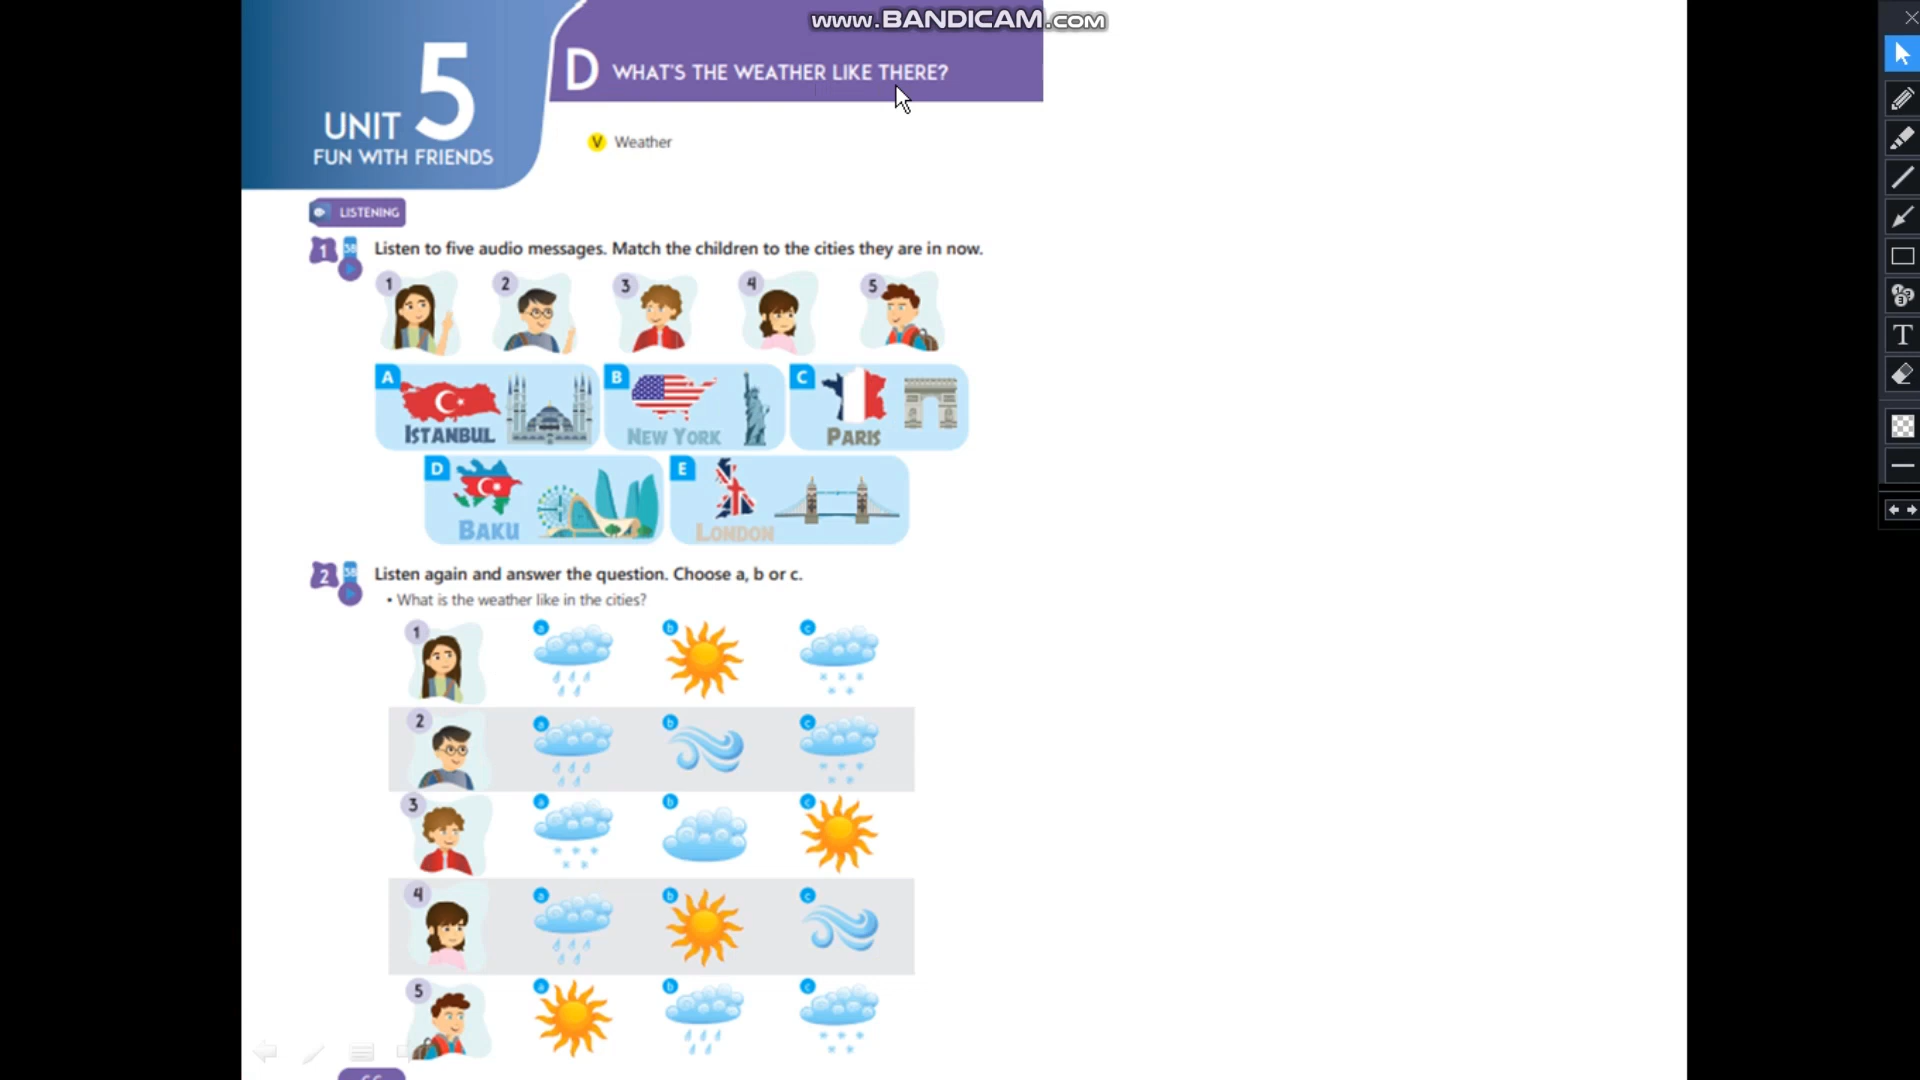 www.BANDICAM.com
UNIT 5
FUN WITH FRIENDS
D WHAT'S THE WEATHER LIKE THERE?
V Weather
LISTENING
1 38 Listen to five audio messages. Match the children to the cities they are in now.
1 2 3 4 5
A ISTANBUL
B NEW YORK
C PARIS
D BAKU
E LONDON
2 38 Listen again and answer the question. Choose a, b or c.
• What is the weather like in the cities?
1 a b c
2 a b c
3 a b c
4 a b c
5 a b c
T